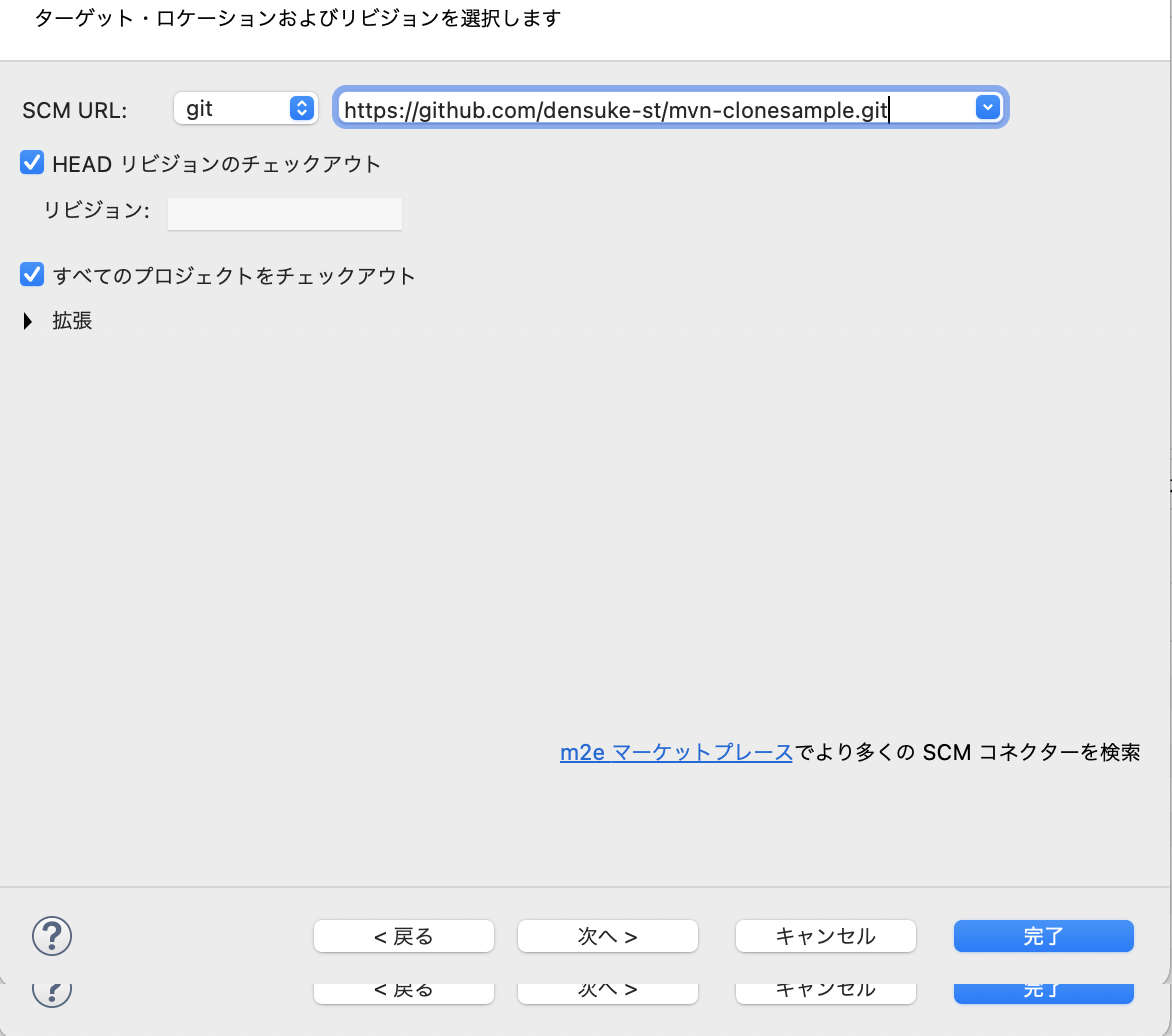 ターゲット・ロケーションおよびリビジョンを選択します
SCM URL: git https://github.com/densuke-st/mvn-clonesample.git
HEAD リビジョンのチェックアウト
リビジョン:
すべてのプロジェクトをチェックアウト
拡張
m2e マーケットプレースでより多くの SCM コネクターを検索
? < 戻る 次へ > キャンセル 完了
? < 戻る 次へ > キャンセル 完了